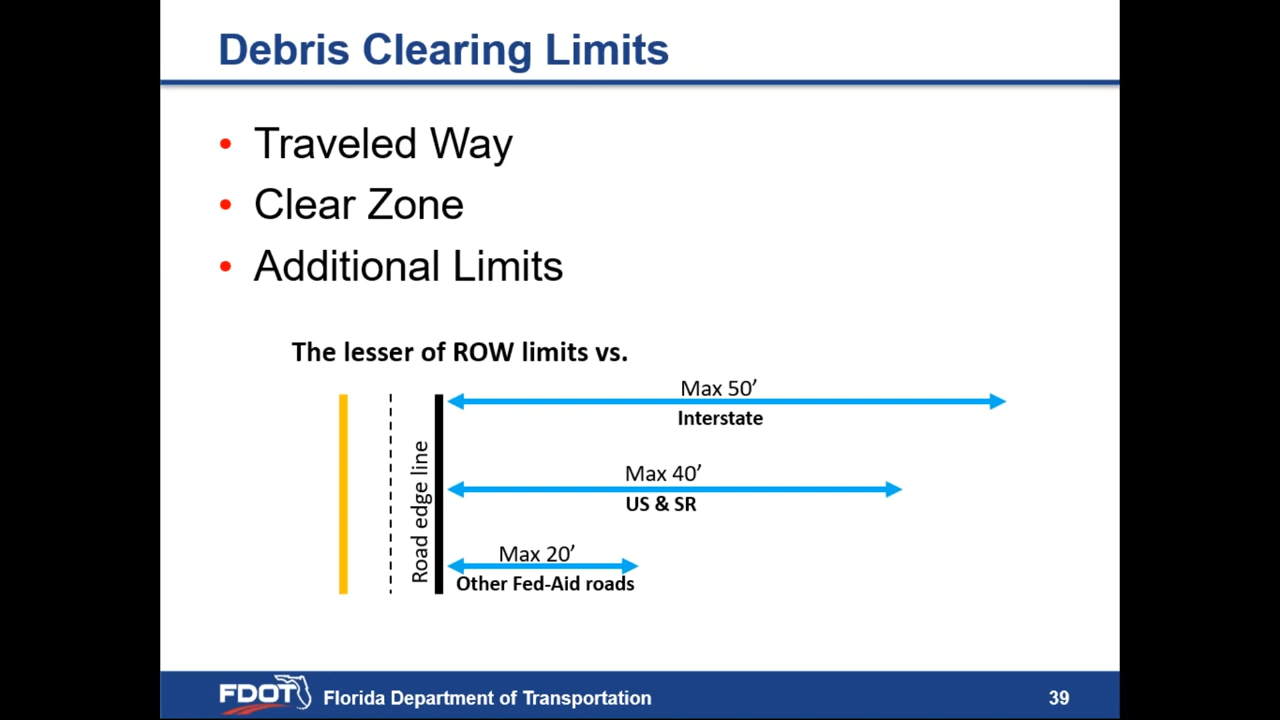 Debris Clearing Limits
• Traveled Way
• Clear Zone
• Additional Limits
The lesser of ROW limits vs.
Max 50’
Interstate
Road edge line
Max 40’
US & SR
Max 20’
Other Fed-Aid roads
FDOT Florida Department of Transportation 39